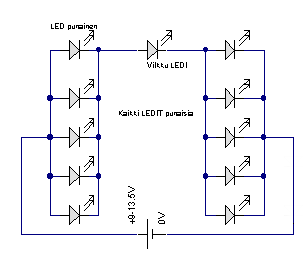 LED punainen
Vilkku LEDI
Kaikki LEDIT punaisia
+9-13.5V
0V